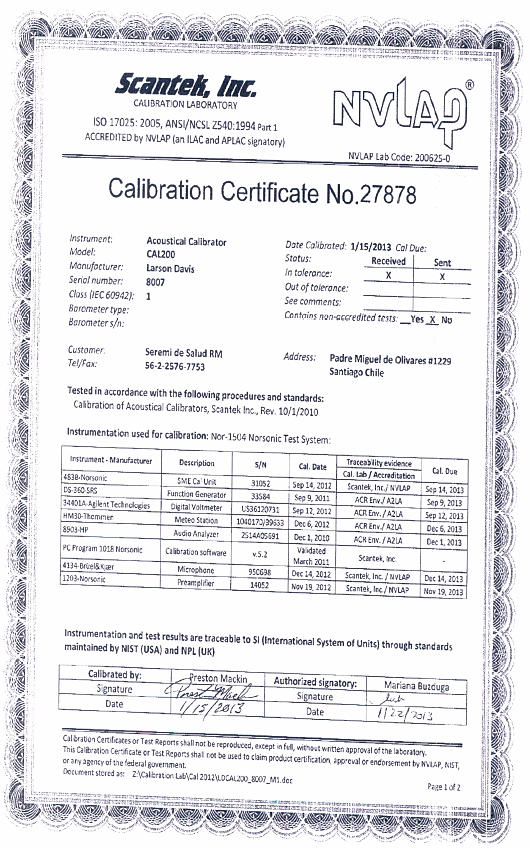 Scantek, Inc.
CALIBRATION LABORATORY
ISO 17025: 2005, ANSI/NCSL Z540:1994 Part 1
ACCREDITED by NVLAP (an ILAC and APLAC signatory)
NVLAP®
NVLAP Lab Code: 200625-0
Calibration Certificate No.27878
Instrument: Acoustical Calibrator
Model: CAL200
Manufacturer: Larson Davis
Serial number: 8007
Class (IEC 60942): 1
Barometer type:
Barometer s/n:
Date Calibrated: 1/15/2013 Cal Due:
Status: Received Sent
In tolerance: X X
Out of tolerance:
See comments:
Contains non-accredited tests: __Yes X No
Customer: Seremi de Salud RM
Tel/Fax: 56-2-2576-7753
Address: Padre Miguel de Olivares #1229
Santiago Chile
Tested in accordance with the following procedures and standards:
Calibration of Acoustical Calibrators, Scantek Inc., Rev. 10/1/2010
Instrumentation used for calibration: Nor-1504 Norsonic Test System:
Instrument - Manufacturer Description S/N Cal. Date Traceability evidence Cal. Lab / Accreditation Cal. Due
483B-Norsonic SME Cal Unit 31052 Sep 14, 2012 Scantek, Inc./ NVLAP Sep 14, 2013
DS-360-SRS Function Generator 33584 Sep 9, 2011 ACR Env./ A2LA Sep 9, 2013
34401A-Agilent Technologies Digital Voltmeter US36120731 Sep 12, 2012 ACR Env. / A2LA Sep 12, 2013
HM30-Thommen Meteo Station 1040170/39633 Dec 6, 2012 ACR Env./ A2LA Dec 6, 2013
8903-HP Audio Analyzer 2514A05691 Dec 1, 2010 ACR Env./ A2LA Dec 1, 2013
PC Program 1018 Norsonic Calibration software v.5.2 Validated March 2011 Scantek, Inc. -
4134-Brüel&Kjær Microphone 950698 Dec 14, 2012 Scantek, Inc. / NVLAP Dec 14, 2013
1203-Norsonic Preamplifier 14052 Nov 19, 2012 Scantek, Inc./ NVLAP Nov 19, 2013
Instrumentation and test results are traceable to SI (International System of Units) through standards
maintained by NIST (USA) and NPL (UK)
Calibrated by: Preston Mackin Authorized signatory: Mariana Buzduga
Signature Signature
Date 1/15/2013 Date 1/22/2013
Calibration Certificates or Test Reports shall not be reproduced, except in full, without written approval of the laboratory.
This Calibration Certificate or Test Reports shall not be used to claim product certification, approval or endorsement by NVLAP, NIST,
or any agency of the federal government.
Document stored as: Z:\Calibration Lab\Cal 2012\LDCAL200_8007_M1.doc
Page 1 of 2